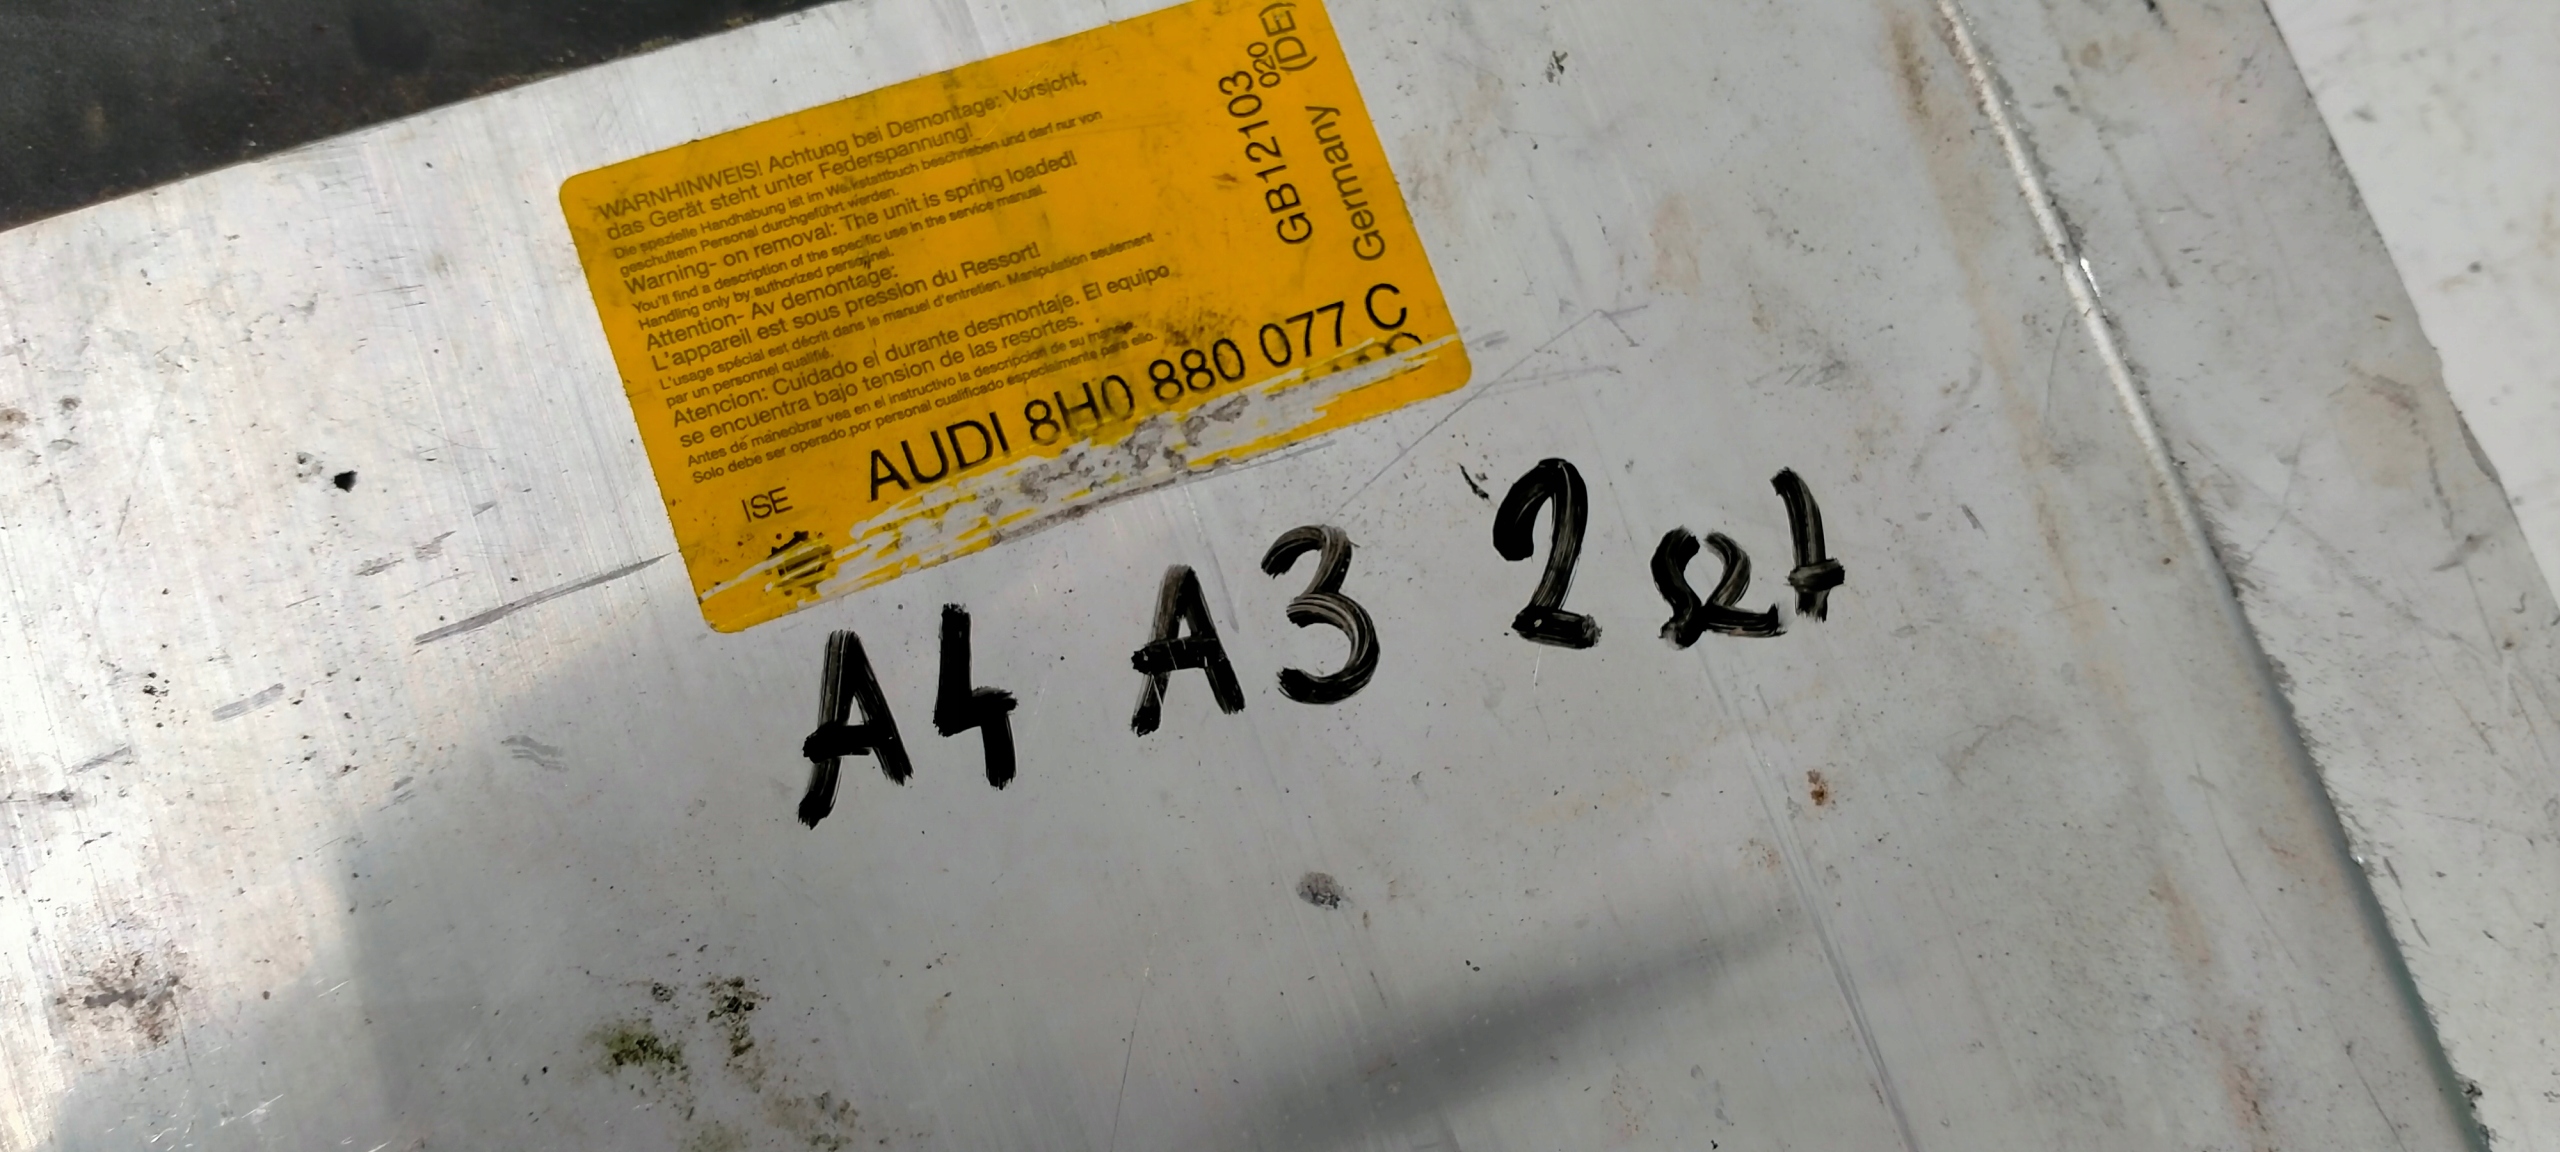 WARNHINWEIS! Achtung bei Demontage: Vorsicht,
das Gerät steht unter Federspannung!
Die spezielle Handhabung ist im Werkstattbuch beschrieben und darf nur von
geschultem Personal durchgeführt werden.
Warning- on removal: The unit is spring loaded!
You'll find a description of the specific use in the service manual.
Handling only by authorized personnel.
Attention- Av demontage:
L'appareil est sous pression du Ressort!
L'usage spécial est décrit dans le manuel d'entretien. Manipulation seulement
par un personnel qualifié.
Atencion: Cuidado el durante desmontaje. El equipo
se encuentra bajo tension de las resortes.
Antes de maneobrar vea en el instructivo la descripcion de su manejo.
Solo debe ser operado por personal cualificado especialmente para ello.
ISE
AUDI 8H0 880 077 C
GB12103
020
Germany (DE)
A4 A3 2